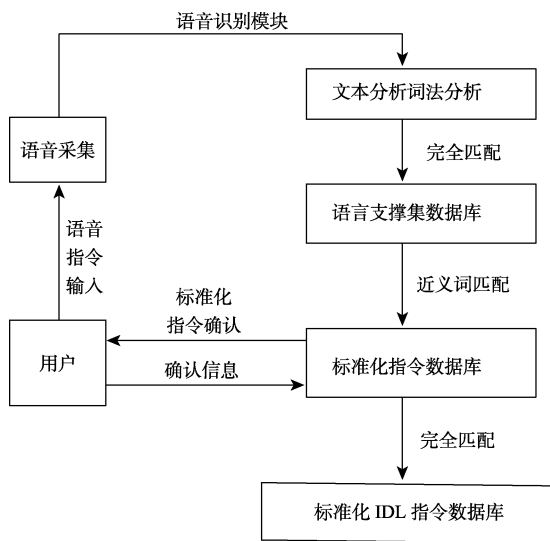 语音识别模块
文本分析词法分析
语音采集
完全匹配
语言支撑集数据库
语音
指令
输入
近义词匹配
标准化
指令确认
用户
标准化指令数据库
确认信息
完全匹配
标准化 IDL 指令数据库